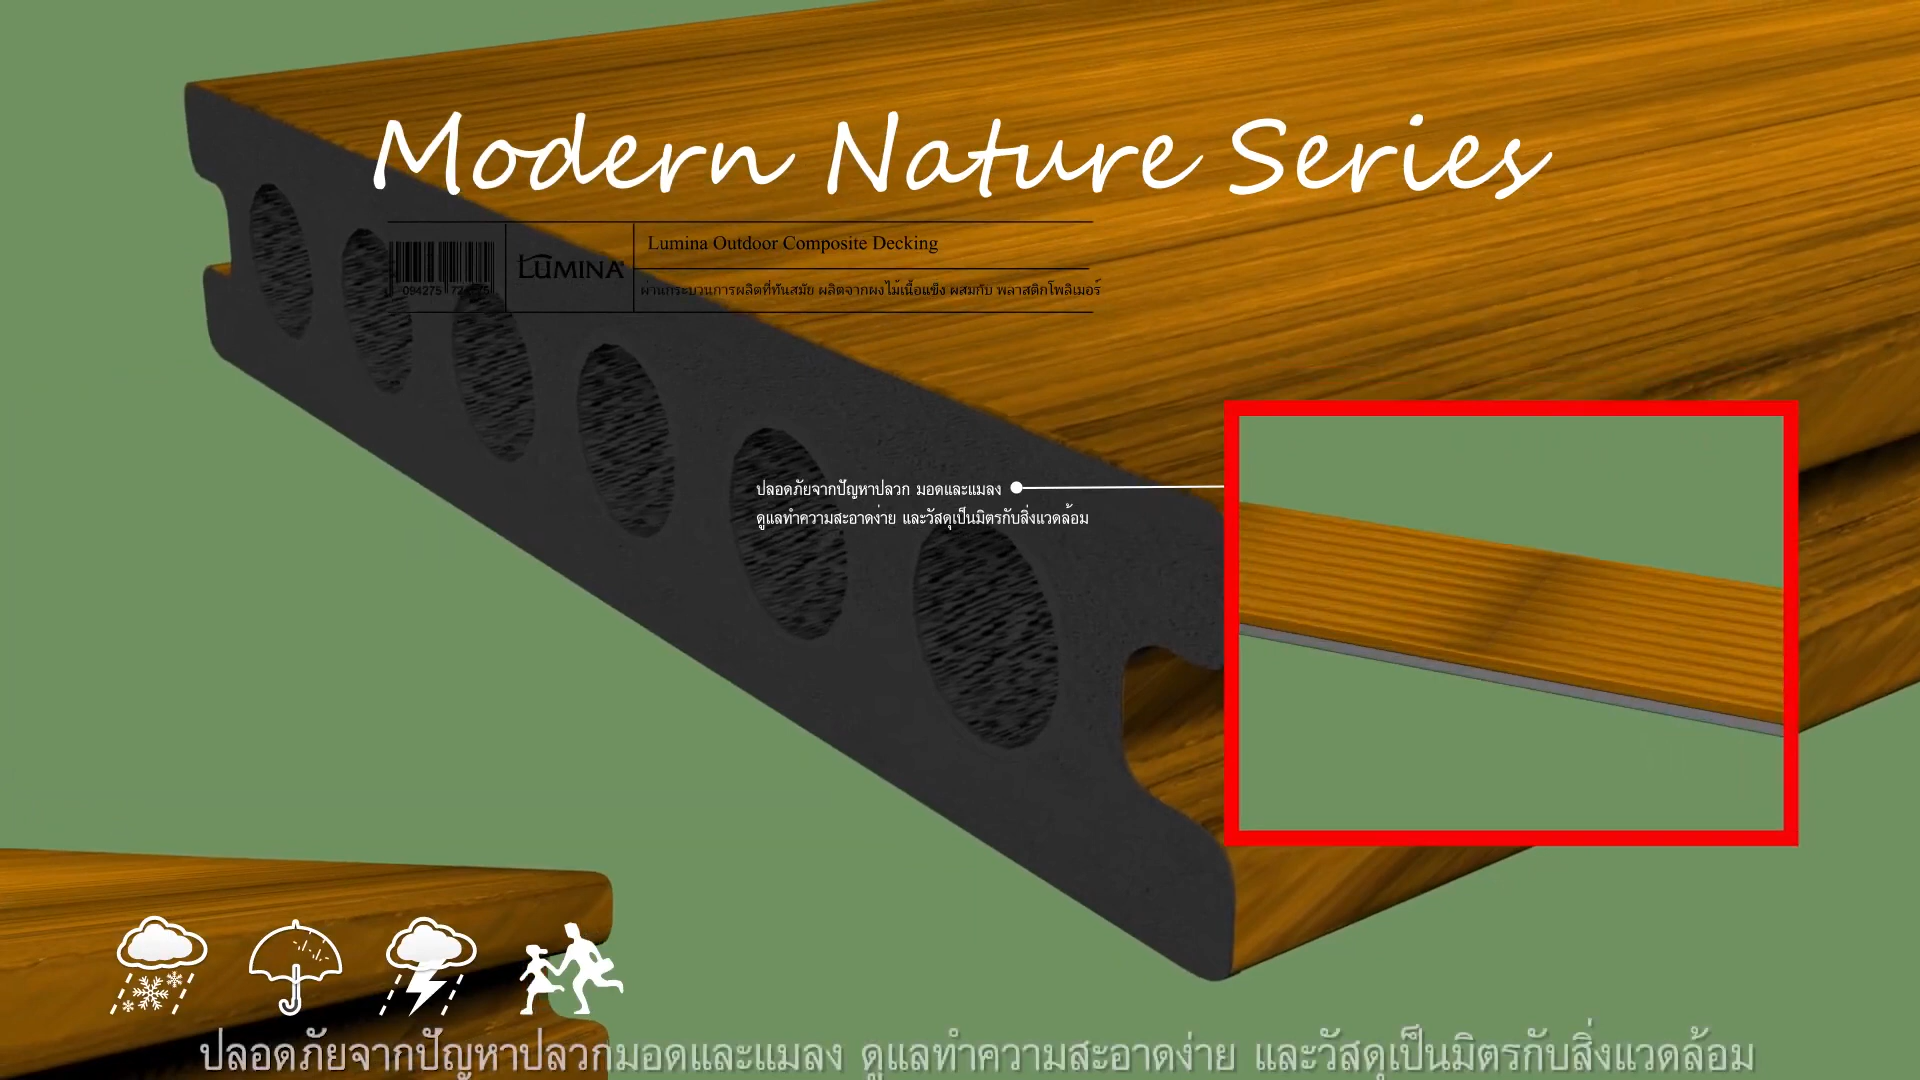 Modern Nature Series
Lumina Outdoor Composite Decking
LUMINA
094275
ผ่านกระบวนการผลิตที่ทันสมัย ผลิตจากผงไม้เนื้อแข็ง ผสมกับ พลาสติกโพลิเมอร์
ปลอดภัยจากปัญหาปลวก มอดและแมลง
ดูแลทำความสะอาดง่าย และวัสดุเป็นมิตรกับสิ่งแวดล้อม
ปลอดภัยจากปัญหาปลวกมอดและแมลง ดูแลทำความสะอาดง่าย และวัสดุเป็นมิตรกับสิ่งแวดล้อม